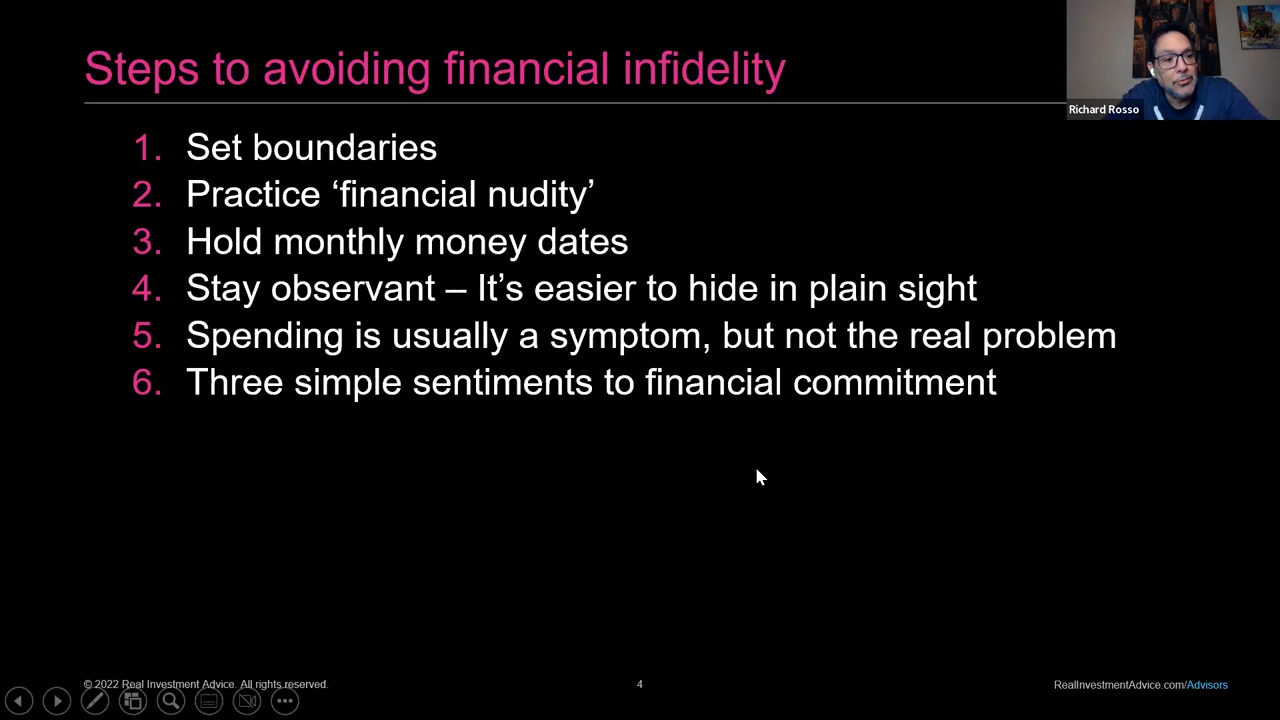 Steps to avoiding financial infidelity
Richard Rosso
1. Set boundaries
2. Practice ‘financial nudity’
3. Hold monthly money dates
4. Stay observant – It’s easier to hide in plain sight
5. Spending is usually a symptom, but not the real problem
6. Three simple sentiments to financial commitment
© 2022 Real Investment Advice. All rights reserved.
4
RealInvestmentAdvice.com/Advisors